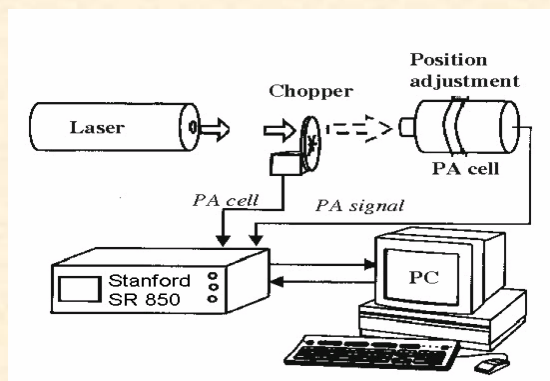 Position
adjustment
Chopper
Laser
PA cell
PA cell
PA signal
Stanford
SR 850
PC